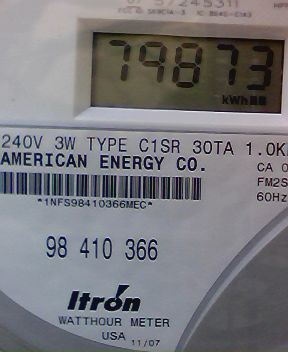 57245311
79873
kWh
240V 3W TYPE C1SR 30TA 1.0K
AMERICAN ENERGY CO.
CA 0
FM2S
60Hz
*1NFS98410366MEC*
98 410 366
Itron
WATTHOUR METER
USA 11/07